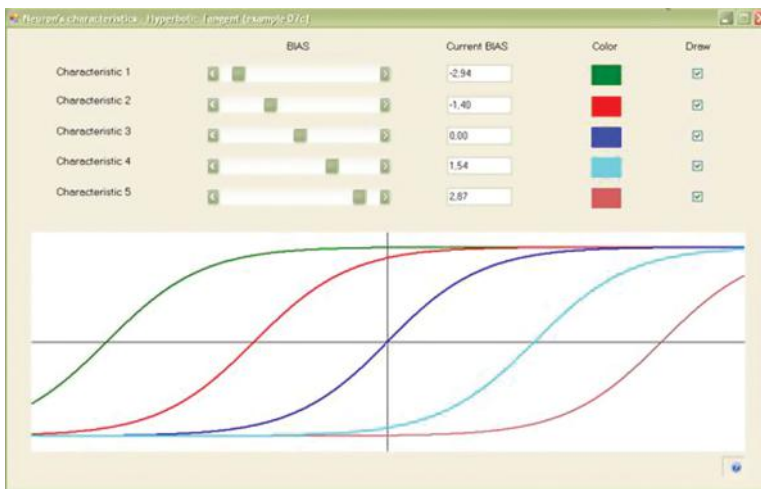 Neuron's characteristics - Hyperbolic Tangent (example 07c)
BIAS Current BIAS Color Draw
Characteristic 1 -2,94
Characteristic 2 -1,40
Characteristic 3 0,00
Characteristic 4 1,54
Characteristic 5 2,87